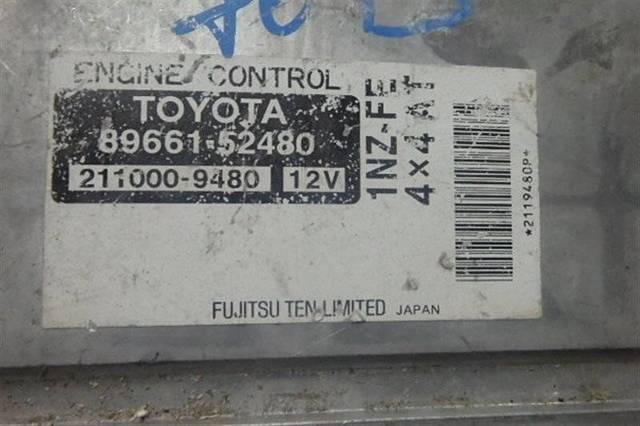 ENGINE CONTROL
TOYOTA
89661-52480
211000-9480 12V
1NZ-FE
4×4 AT
*2119480P*
FUJITSU TEN LIMITED JAPAN